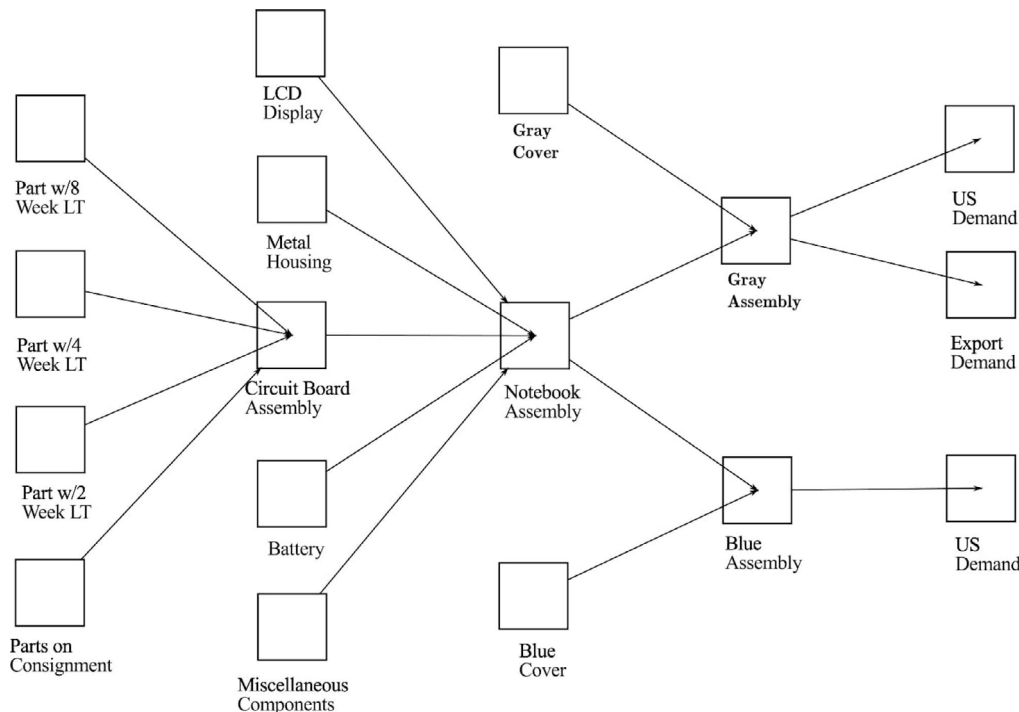 LCD
Display
Gray
Cover
Part w/8
Week LT
US
Demand
Metal
Housing
Gray
Assembly
Part w/4
Week LT
Export
Demand
Circuit Board
Assembly
Notebook
Assembly
Part w/2
Week LT
Battery
Blue
Assembly
US
Demand
Parts on
Consignment
Miscellaneous
Components
Blue
Cover